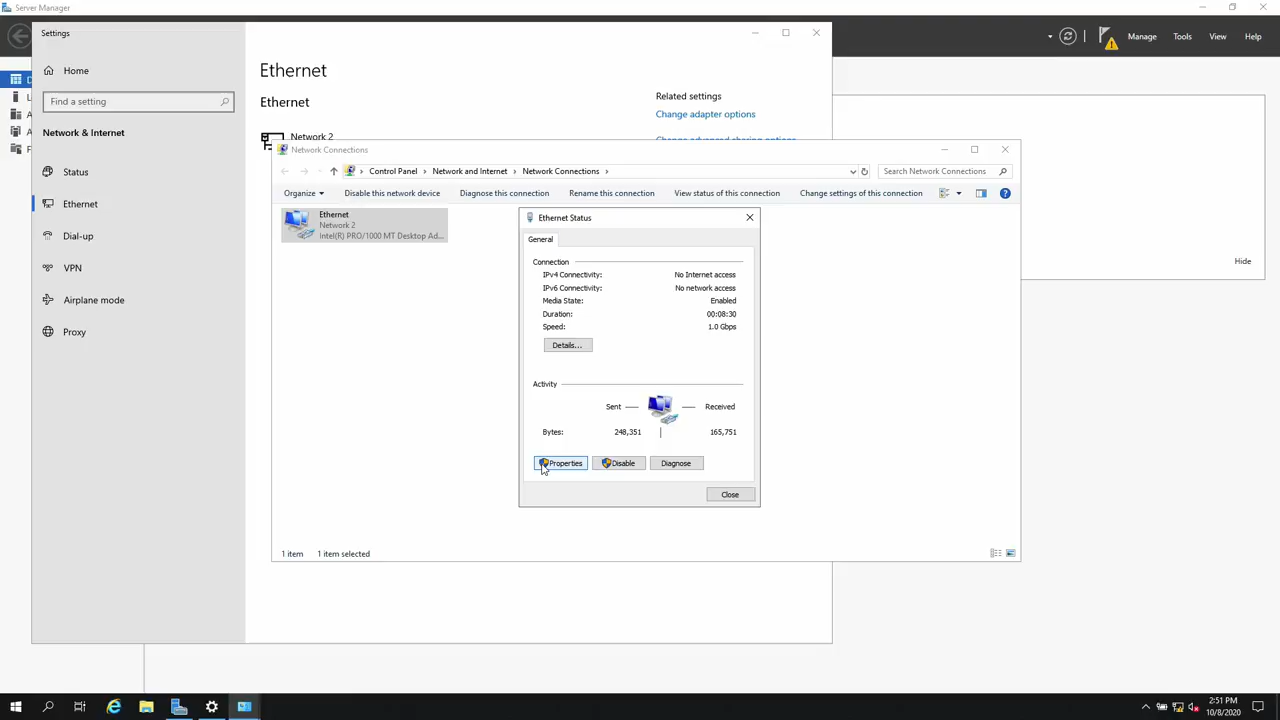 Server Manager
Manage
Tools
View
Help
Settings
Home
Find a setting
Network & Internet
Status
Ethernet
Dial-up
VPN
Airplane mode
Proxy
Ethernet
Ethernet
Network 2
Related settings
Change adapter options
Hide
Network Connections
Control Panel
Network and Internet
Network Connections
Search Network Connections
Organize
Disable this network device
Diagnose this connection
Rename this connection
View status of this connection
Change settings of this connection
Ethernet
Network 2
Intel(R) PRO/1000 MT Desktop Ad...
Ethernet Status
General
Connection
IPv4 Connectivity: No Internet access
IPv6 Connectivity: No network access
Media State: Enabled
Duration: 00:08:30
Speed: 1.0 Gbps
Details...
Activity
Sent
Received
Bytes: 248,351 165,751
Properties
Disable
Diagnose
Close
1 item
1 item selected
2:51 PM
10/8/2020